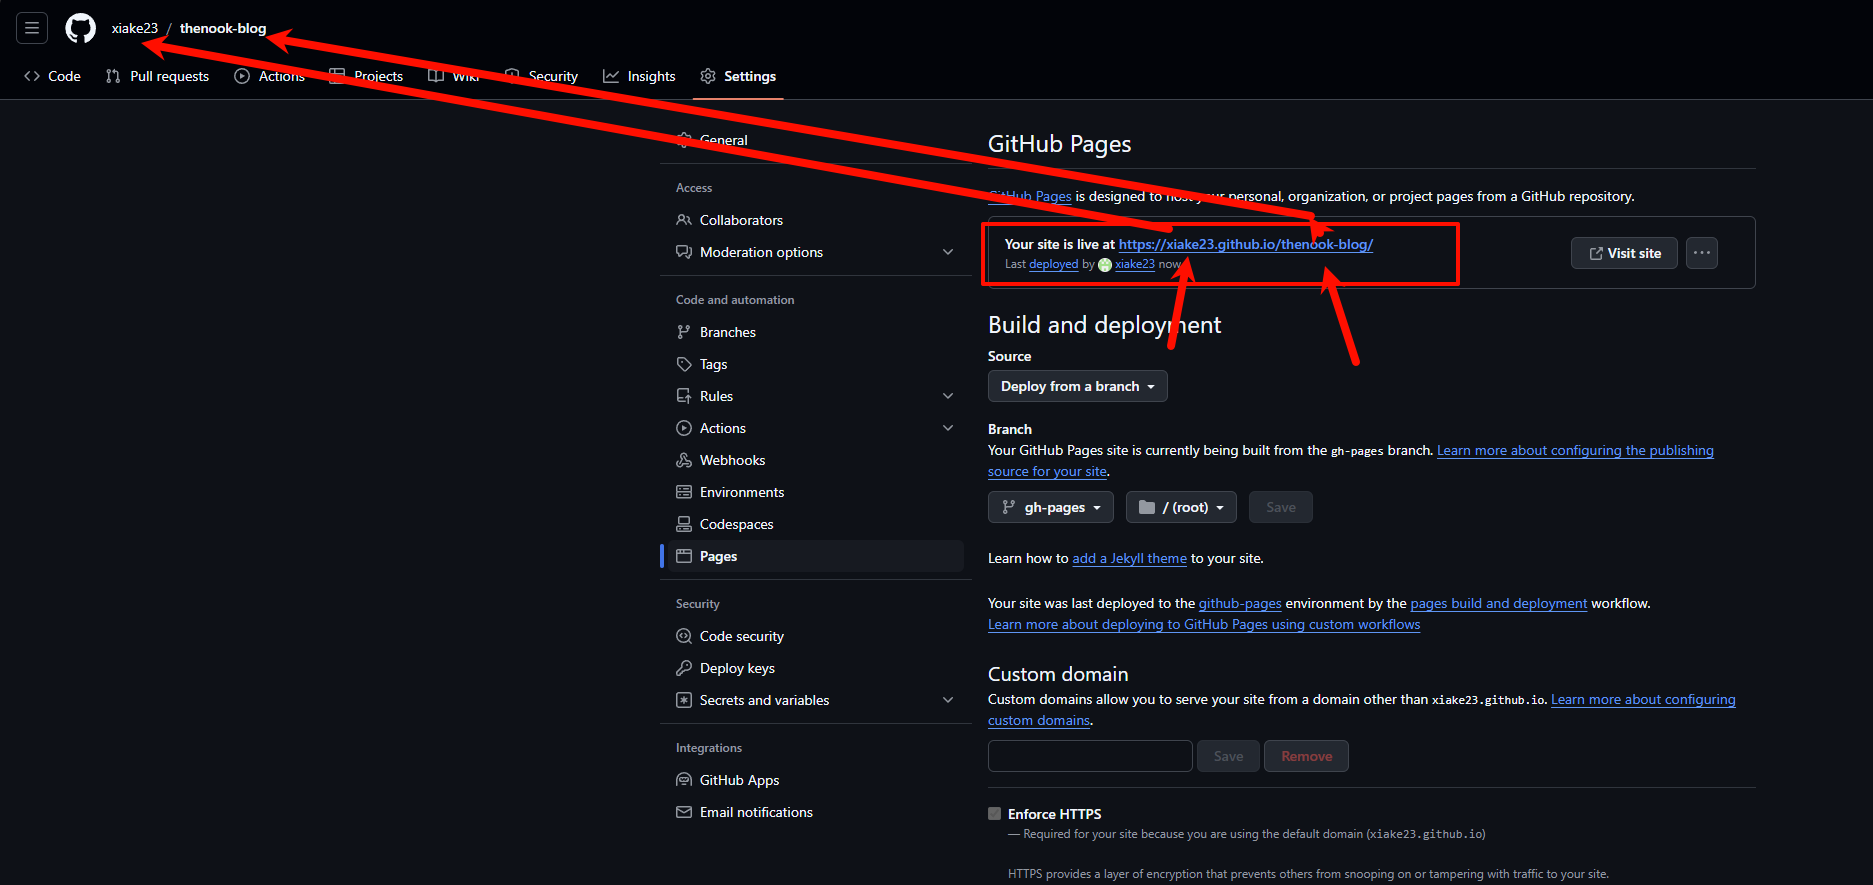 xiake23 / thenook-blog
Code Pull requests Actions Projects Wiki Security Insights Settings
General
Access
Collaborators
Moderation options
Code and automation
Branches
Tags
Rules
Actions
Webhooks
Environments
Codespaces
Pages
Security
Code security
Deploy keys
Secrets and variables
Integrations
GitHub Apps
Email notifications
GitHub Pages
GitHub Pages is designed to host your personal, organization, or project pages from a GitHub repository.
Your site is live at https://xiake23.github.io/thenook-blog/
Last deployed by xiake23 now
Visit site
Build and deployment
Source
Deploy from a branch
Branch
Your GitHub Pages site is currently being built from the gh-pages branch. Learn more about configuring the publishing
source for your site.
gh-pages / (root) Save
Learn how to add a Jekyll theme to your site.
Your site was last deployed to the github-pages environment by the pages build and deployment workflow.
Learn more about deploying to GitHub Pages using custom workflows
Custom domain
Custom domains allow you to serve your site from a domain other than xiake23.github.io. Learn more about configuring
custom domains.
Save Remove
Enforce HTTPS
— Required for your site because you are using the default domain (xiake23.github.io)
HTTPS provides a layer of encryption that prevents others from snooping on or tampering with traffic to your site.